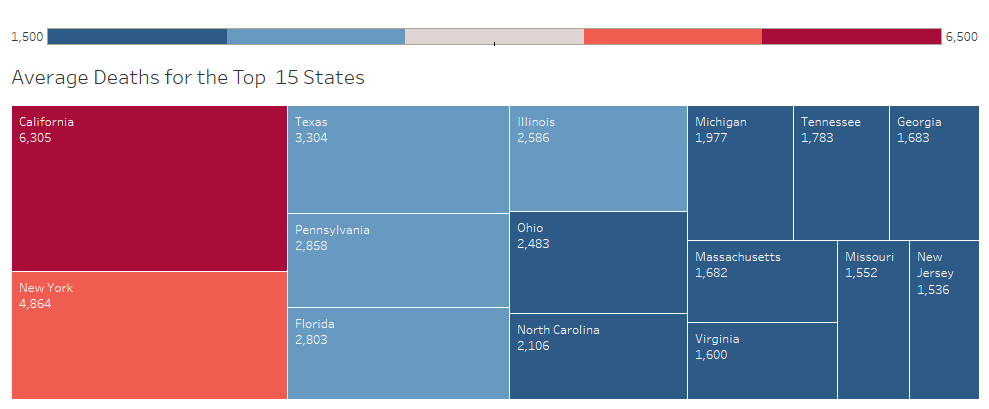 1,500
6,500
Average Deaths for the Top 15 States
California
6,305
New York
4,864
Texas
3,304
Pennsylvania
2,858
Florida
2,803
Illinois
2,586
Ohio
2,483
North Carolina
2,106
Michigan
1,977
Tennessee
1,783
Georgia
1,683
Massachusetts
1,682
Virginia
1,600
Missouri
1,552
New
Jersey
1,536